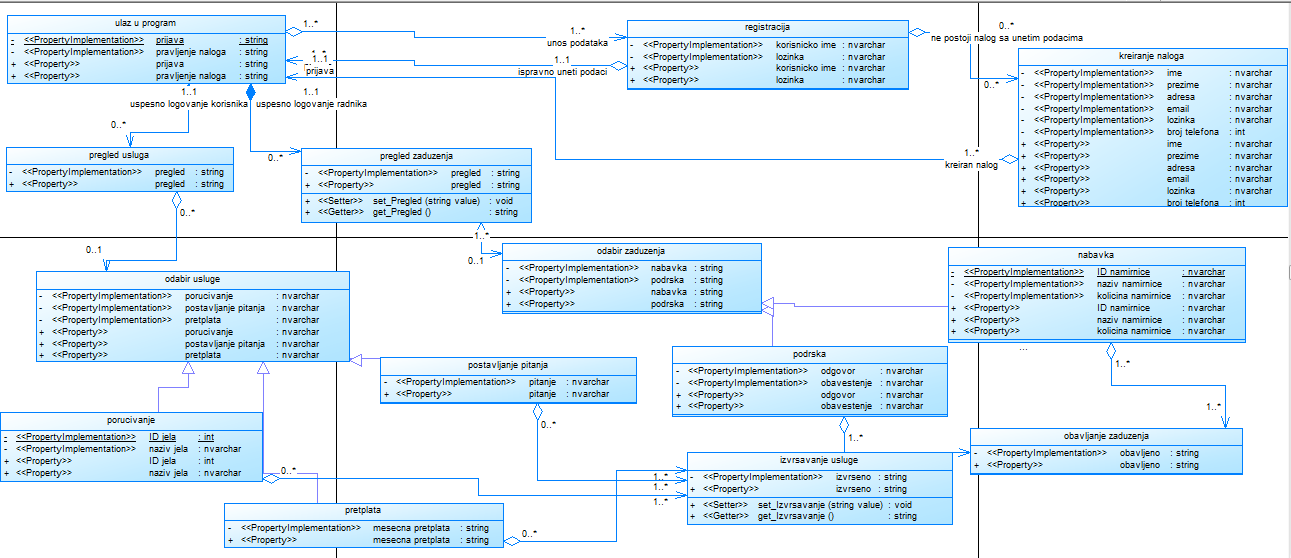 ulaz u program
- <<PropertyImplementation>> prijava : string
- <<PropertyImplementation>> pravljenje naloga : string
+ <<Property>> prijava : string
+ <<Property>> pravljenje naloga : string
1..*
1..*
unos podataka
registracija
- <<PropertyImplementation>> korisnicko ime : nvarchar
- <<PropertyImplementation>> lozinka : nvarchar
+ <<Property>> korisnicko ime : nvarchar
+ <<Property>> lozinka : nvarchar
0..*
ne postoji nalog sa unetim podacima
0..*
1..1
prijava
1..1
ispravno uneti podaci
kreiranje naloga
- <<PropertyImplementation>> ime : nvarchar
- <<PropertyImplementation>> prezime : nvarchar
- <<PropertyImplementation>> adresa : nvarchar
- <<PropertyImplementation>> email : nvarchar
- <<PropertyImplementation>> lozinka : nvarchar
- <<PropertyImplementation>> broj telefona : int
+ <<Property>> ime : nvarchar
+ <<Property>> prezime : nvarchar
+ <<Property>> adresa : nvarchar
+ <<Property>> email : nvarchar
+ <<Property>> lozinka : nvarchar
+ <<Property>> broj telefona : int
1..*
kreiran nalog
1..1
uspesno logovanje korisnika
0..*
1..1
uspesno logovanje radnika
0..*
pregled usluga
- <<PropertyImplementation>> pregled : string
+ <<Property>> pregled : string
0..*
0..1
pregled zaduzenja
- <<PropertyImplementation>> pregled : string
+ <<Property>> pregled : string
+ <<Setter>> set_Pregled (string value) : void
+ <<Getter>> get_Pregled () : string
1..*
0..1
odabir zaduzenja
- <<PropertyImplementation>> nabavka : string
- <<PropertyImplementation>> podrska : string
+ <<Property>> nabavka : string
+ <<Property>> podrska : string
nabavka
- <<PropertyImplementation>> ID namirnice : nvarchar
- <<PropertyImplementation>> naziv namirnice : nvarchar
- <<PropertyImplementation>> kolicina namirnice : nvarchar
+ <<Property>> ID namirnice : nvarchar
+ <<Property>> naziv namirnice : nvarchar
+ <<Property>> kolicina namirnice : nvarchar
...
1..*
1..*
odabir usluge
- <<PropertyImplementation>> porucivanje : nvarchar
- <<PropertyImplementation>> postavljanje pitanja : nvarchar
- <<PropertyImplementation>> pretplata : nvarchar
+ <<Property>> porucivanje : nvarchar
+ <<Property>> postavljanje pitanja : nvarchar
+ <<Property>> pretplata : nvarchar
postavljanje pitanja
- <<PropertyImplementation>> pitanje : nvarchar
+ <<Property>> pitanje : nvarchar
0..*
podrska
- <<PropertyImplementation>> odgovor : nvarchar
- <<PropertyImplementation>> obavestenje : nvarchar
+ <<Property>> odgovor : nvarchar
+ <<Property>> obavestenje : nvarchar
1..*
porucivanje
- <<PropertyImplementation>> ID jela : int
- <<PropertyImplementation>> naziv jela : nvarchar
+ <<Property>> ID jela : int
+ <<Property>> naziv jela : nvarchar
0..*
obavljanje zaduzenja
- <<PropertyImplementation>> obavljeno : string
+ <<Property>> obavljeno : string
izvrsavanje usluge
- <<PropertyImplementation>> izvrseno : string
+ <<Property>> izvrseno : string
+ <<Setter>> set_Izvrsavanje (string value) : void
+ <<Getter>> get_Izvrsavanje () : string
1..*
1..*
1..*
pretplata
- <<PropertyImplementation>> mesecna pretplata : string
+ <<Property>> mesecna pretplata : string
0..*